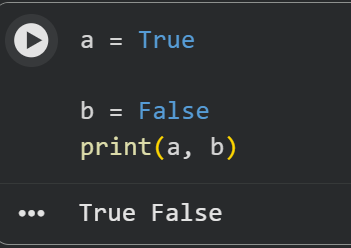 a = True
b = False
print(a, b)
True False